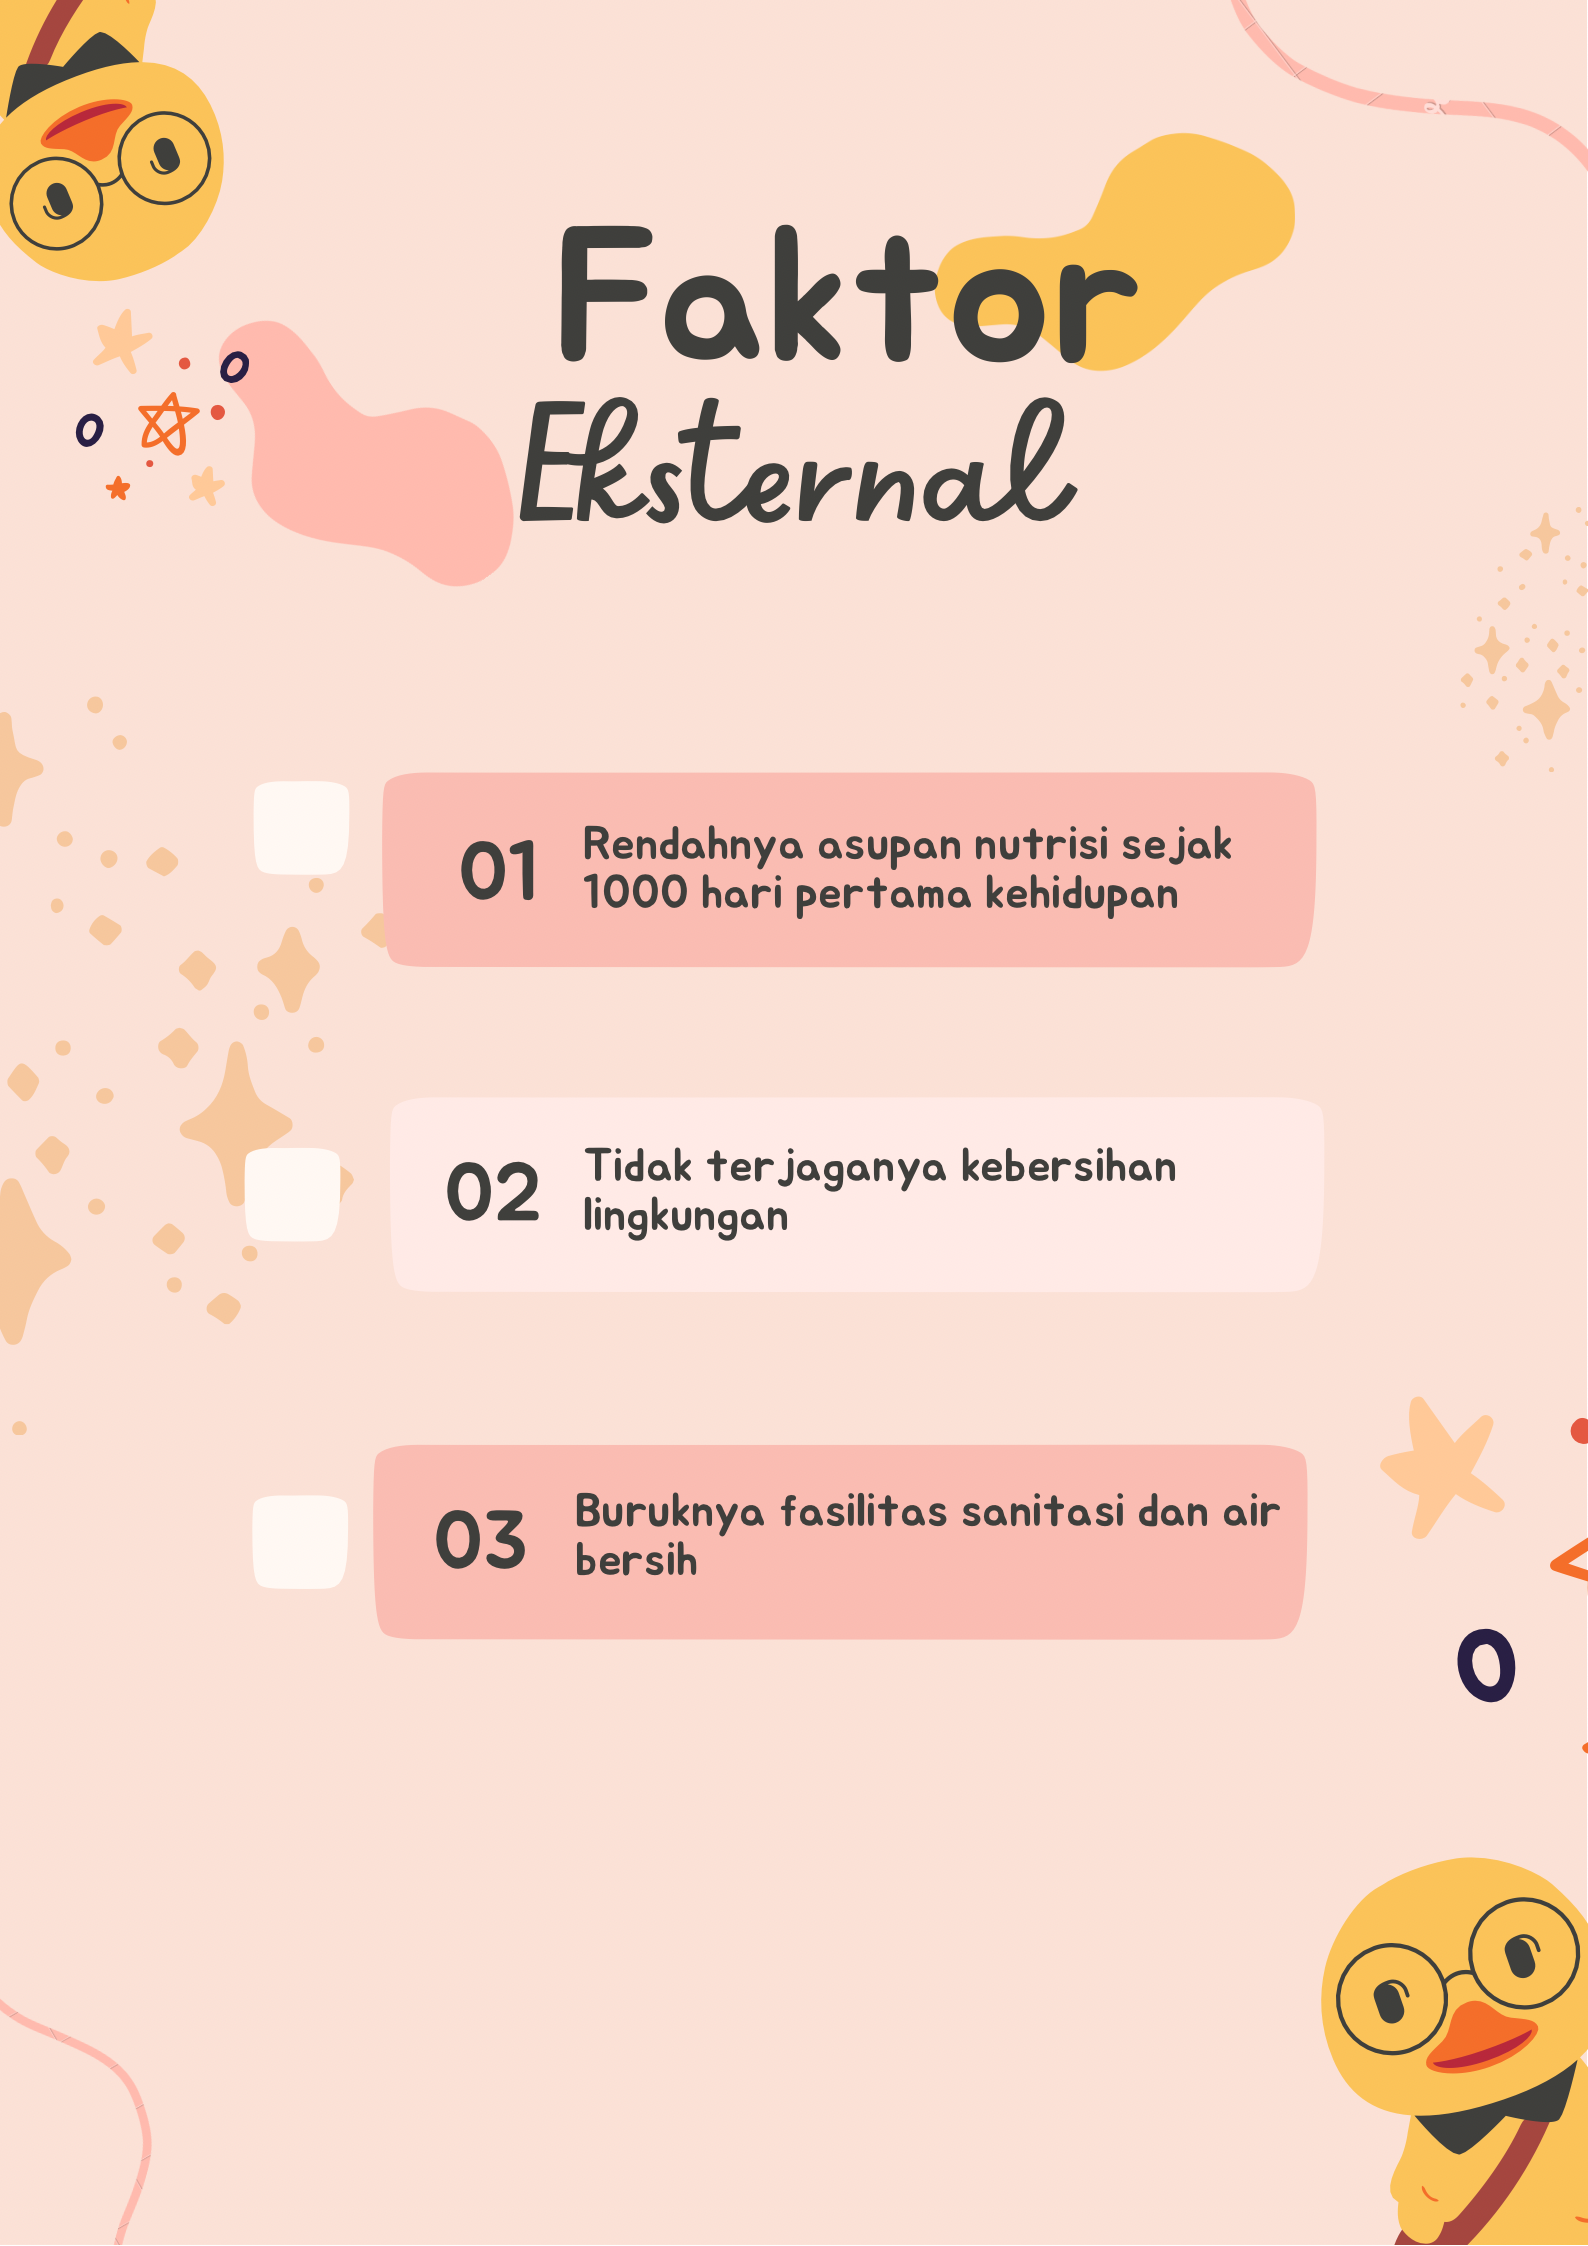 Faktor
Eksternal
01
Rendahnya asupan nutrisi sejak
1000 hari pertama kehidupan
02
Tidak terjaganya kebersihan
lingkungan
03
Buruknya fasilitas sanitasi dan air
bersih